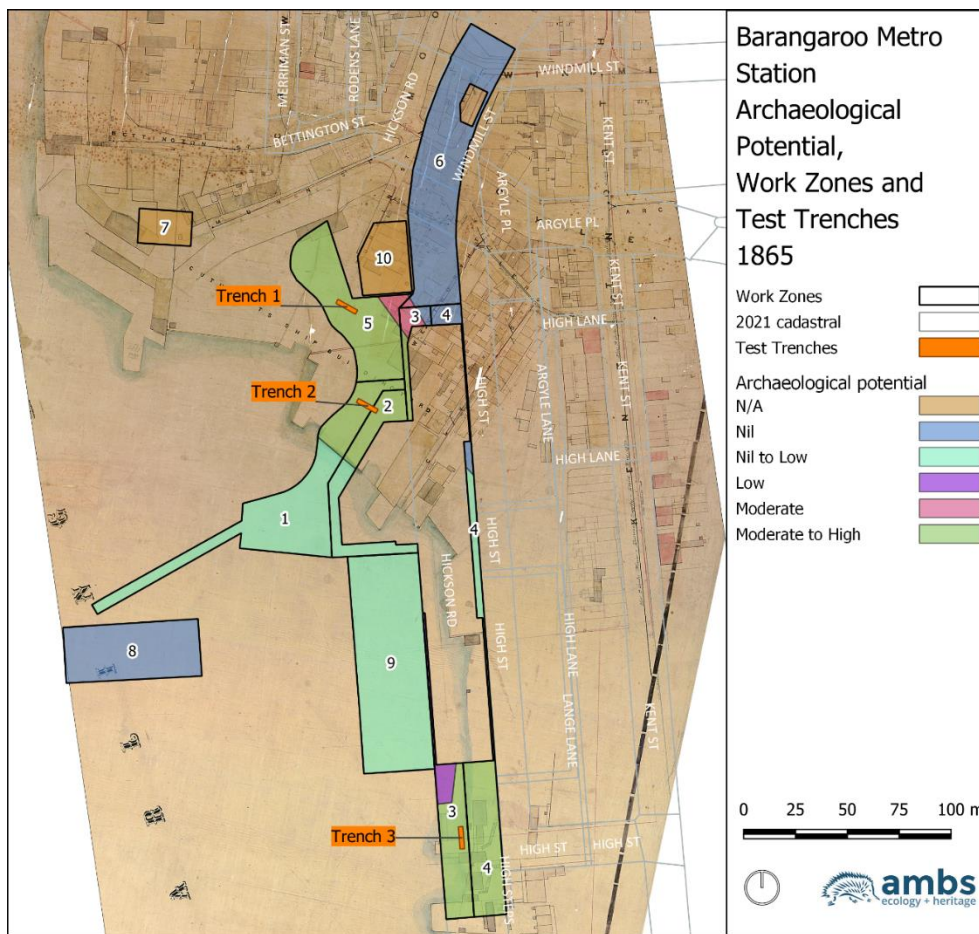 Barangaroo Metro
Station
Archaeological
Potential,
Work Zones and
Test Trenches
1865
Work Zones
2021 cadastral
Test Trenches
Archaeological potential
N/A
Nil
Nil to Low
Low
Moderate
Moderate to High
0 25 50 75 100 m
ambs
ecology + heritage
MERRIMAN ST
RODENS LANE
BETTINGTON ST
HICKSON RD
WINDMILL ST
WINDMILL ST
KENT ST
ARGYLE PL
ARGYLE PL
6
7
10
Trench 1
5
3
4
KENT ST
HIGH LANE
Trench 2
2
HIGH ST
ARGYLE LANE
KENT ST
HIGH LANE
1
4
HIGH ST
HICKSON RD
8
9
HIGH ST
HIGH LANE
LANGE LANE
KENT ST
3
Trench 3
4
HIGH ST
HIGH ST
HIGH ST